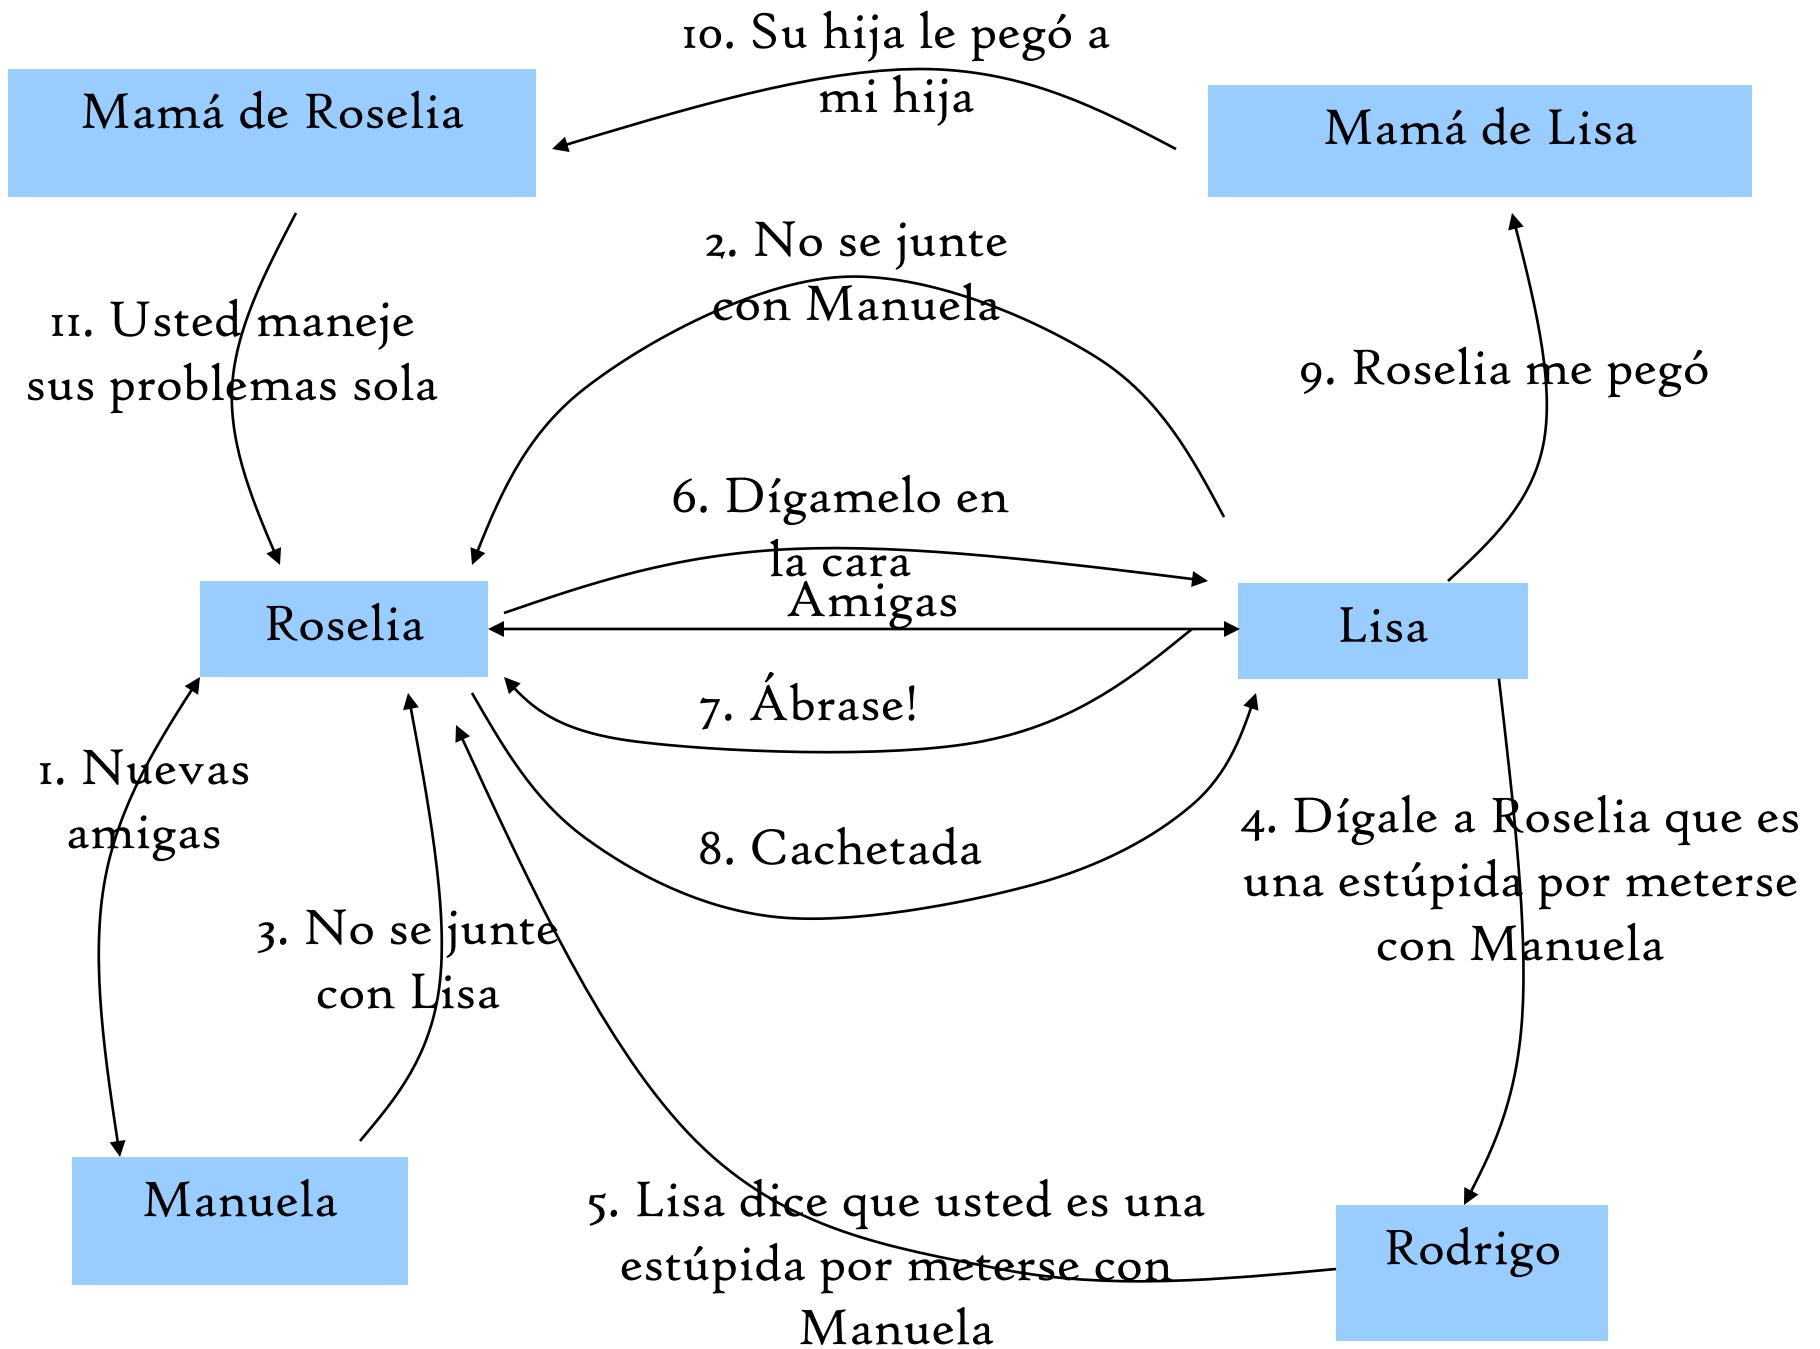 10. Su hija le pegó a
mi hija
Mamá de Roselia
Mamá de Lisa
2. No se junte
con Manuela
11. Usted maneje
sus problemas sola
9. Roselia me pegó
6. Dígamelo en
la cara
Amigas
Roselia
Lisa
7. Ábrase!
1. Nuevas
amigas
8. Cachetada
4. Dígale a Roselia que es
una estúpida por meterse
con Manuela
3. No se junte
con Lisa
Manuela
5. Lisa dice que usted es una
estúpida por meterse con
Manuela
Rodrigo